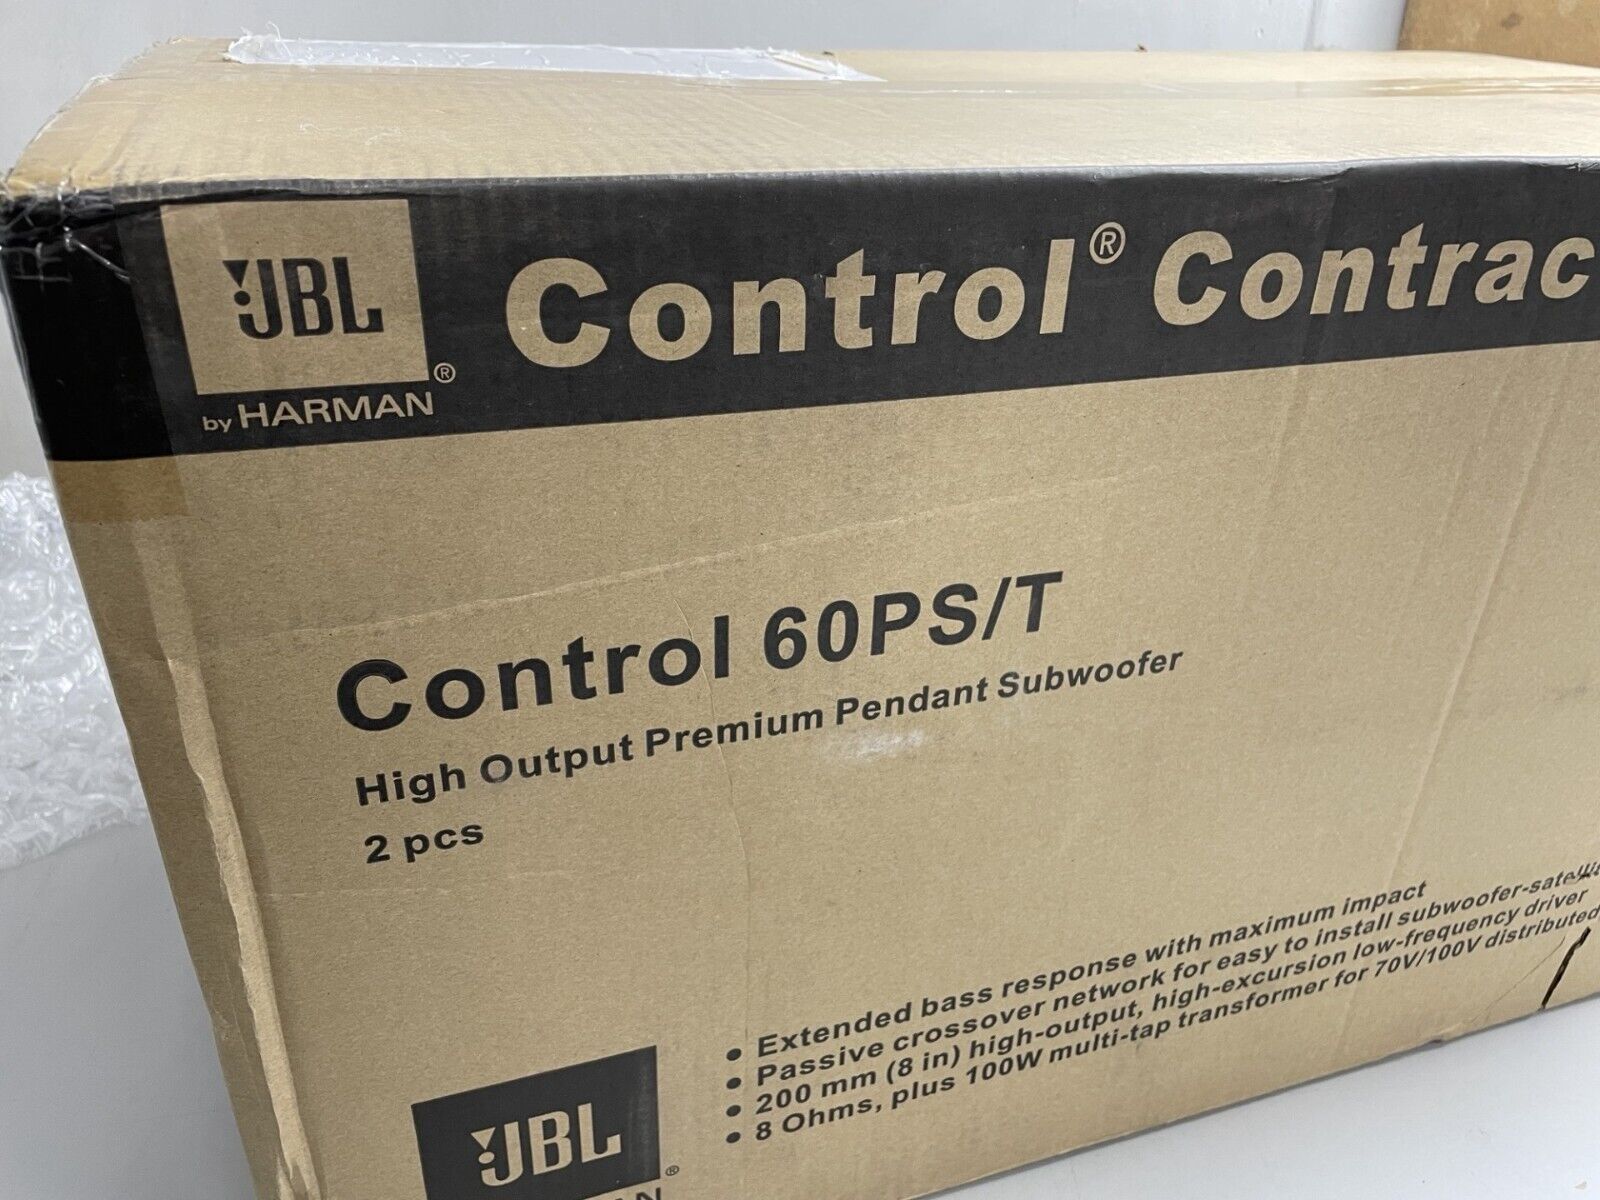 JBL
by HARMAN®
Control® Contrac
Control 60PS/T
High Output Premium Pendant Subwoofer
2 pcs
• Extended bass response with maximum impact
• Passive crossover network for easy to install subwoofer-satellit
• 200 mm (8 in) high-output, high-excursion low-frequency driver
• 8 Ohms, plus 100W multi-tap transformer for 70V/100V distributed
JBL®